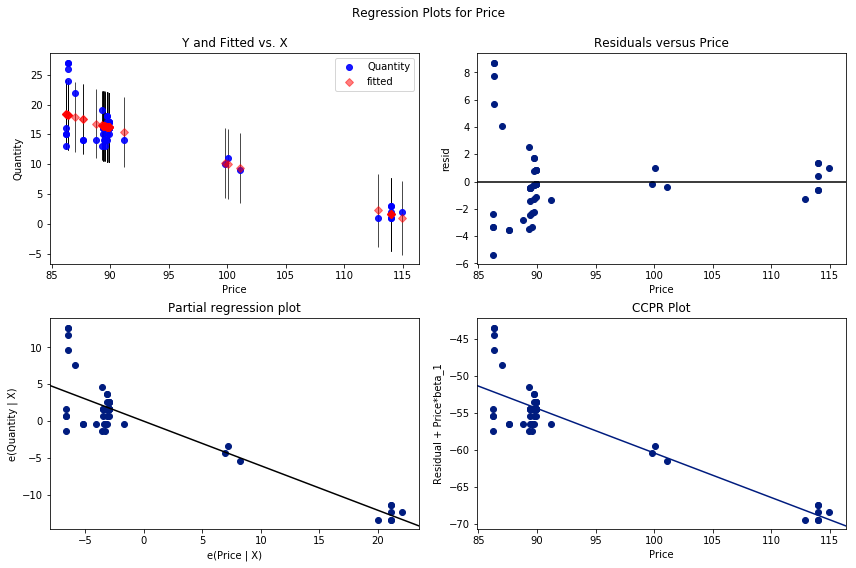 Regression Plots for Price
Y and Fitted vs. X
Quantity
fitted
25
20
15
10
5
0
−5
Quantity
85 90 95 100 105 110 115
Price
Residuals versus Price
8
6
4
2
0
−2
−4
−6
resid
85 90 95 100 105 110 115
Price
Partial regression plot
10
5
0
−5
−10
e(Quantity | X)
−5 0 5 10 15 20
e(Price | X)
CCPR Plot
−45
−50
−55
−60
−65
−70
Residual + Price*beta_1
85 90 95 100 105 110 115
Price